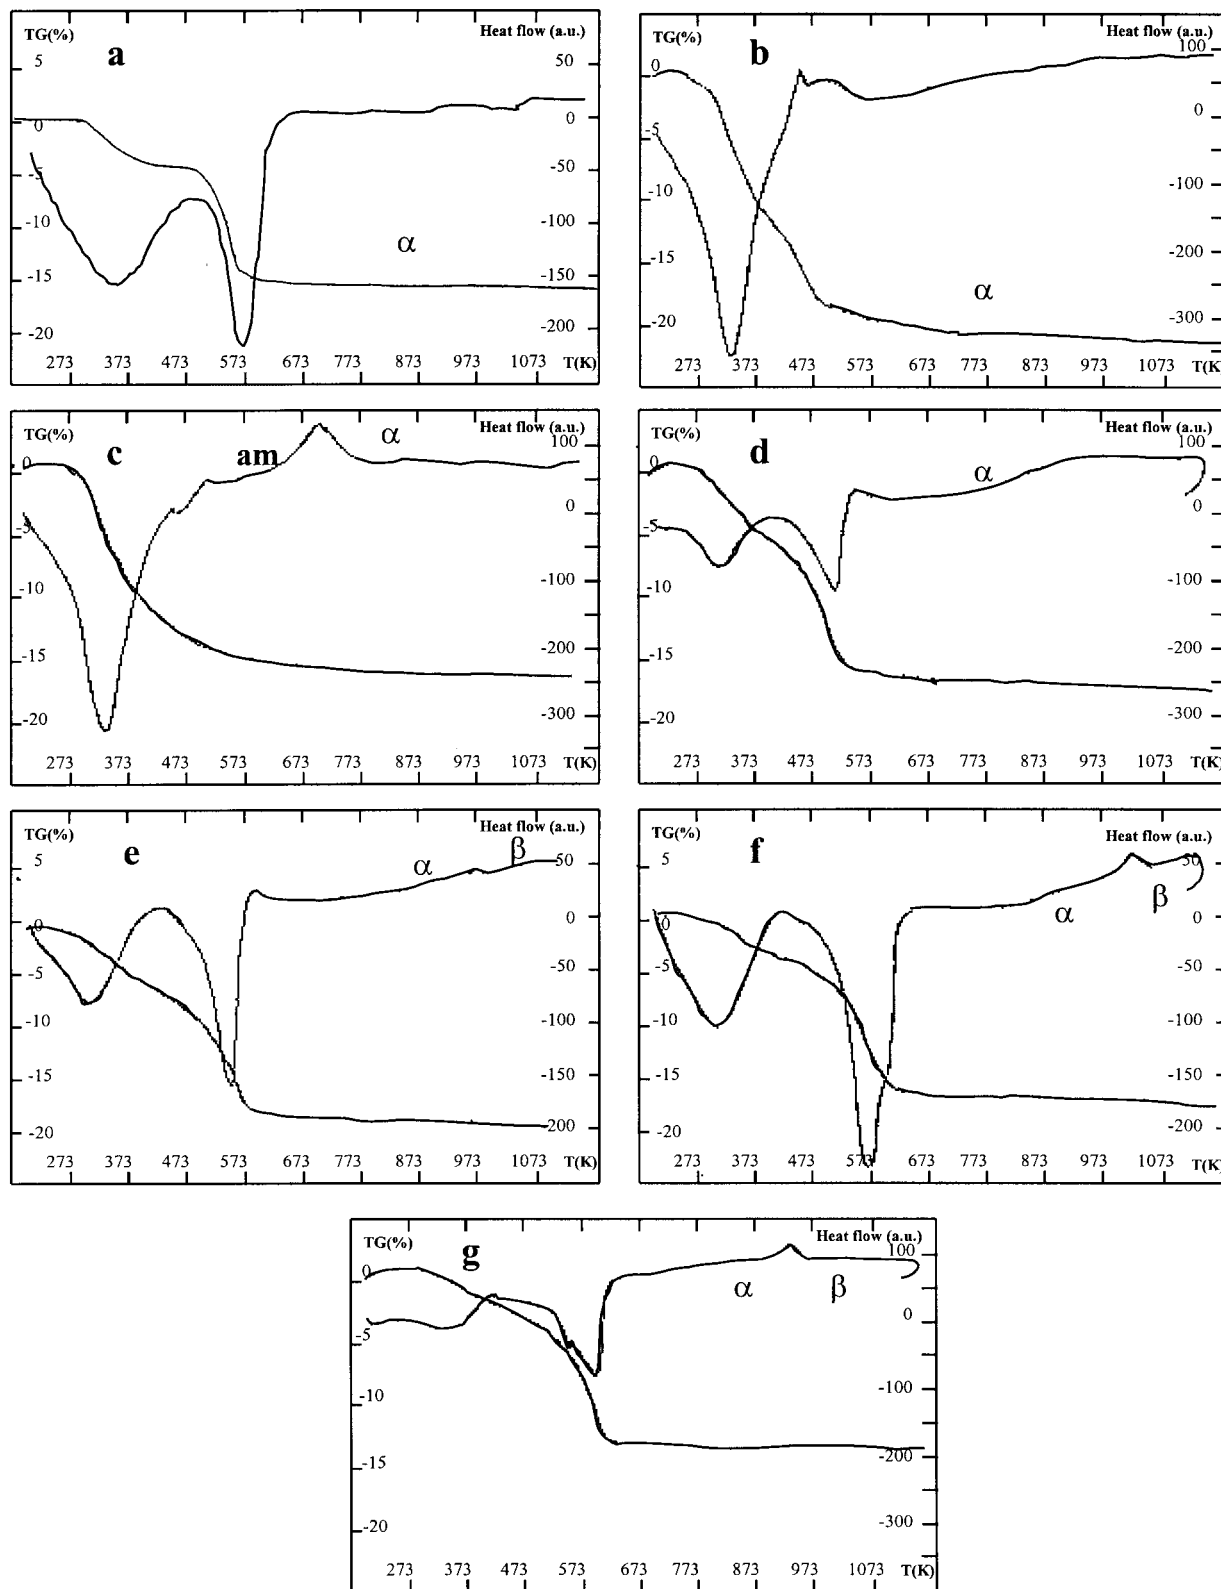 TG(%) a Heat flow (a.u.)
5 50
0 0
-5 -50
-10 -100
α
-15 -150
-20 -200
273 373 473 573 673 773 873 973 1073 T(K)
TG(%) b Heat flow (a.u.)
0 100
-5 0
-10 -100
-15 -200
α
-20 -300
273 373 473 573 673 773 873 973 1073 T(K)
TG(%) c am α Heat flow (a.u.)
0 100
-5 0
-10 -100
-15 -200
-20 -300
273 373 473 573 673 773 873 973 1073 T(K)
TG(%) d Heat flow (a.u.)
0 α 100
-5 0
-10 -100
-15 -200
-20 -300
273 373 473 573 673 773 873 973 1073 T(K)
TG(%) e Heat flow (a.u.)
5 α β 50
0 0
-5 -50
-10 -100
-15 -150
-20 -200
273 373 473 573 673 773 873 973 1073 T(K)
TG(%) f Heat flow (a.u.)
5 50
0 α β 0
-5 -50
-10 -100
-15 -150
-20 -200
273 373 473 573 673 773 873 973 1073 T(K)
TG(%) g Heat flow (a.u.)
0 100
α β
-5 0
-10 -100
-15 -200
-20 -300
273 373 473 573 673 773 873 973 1073 T(K)